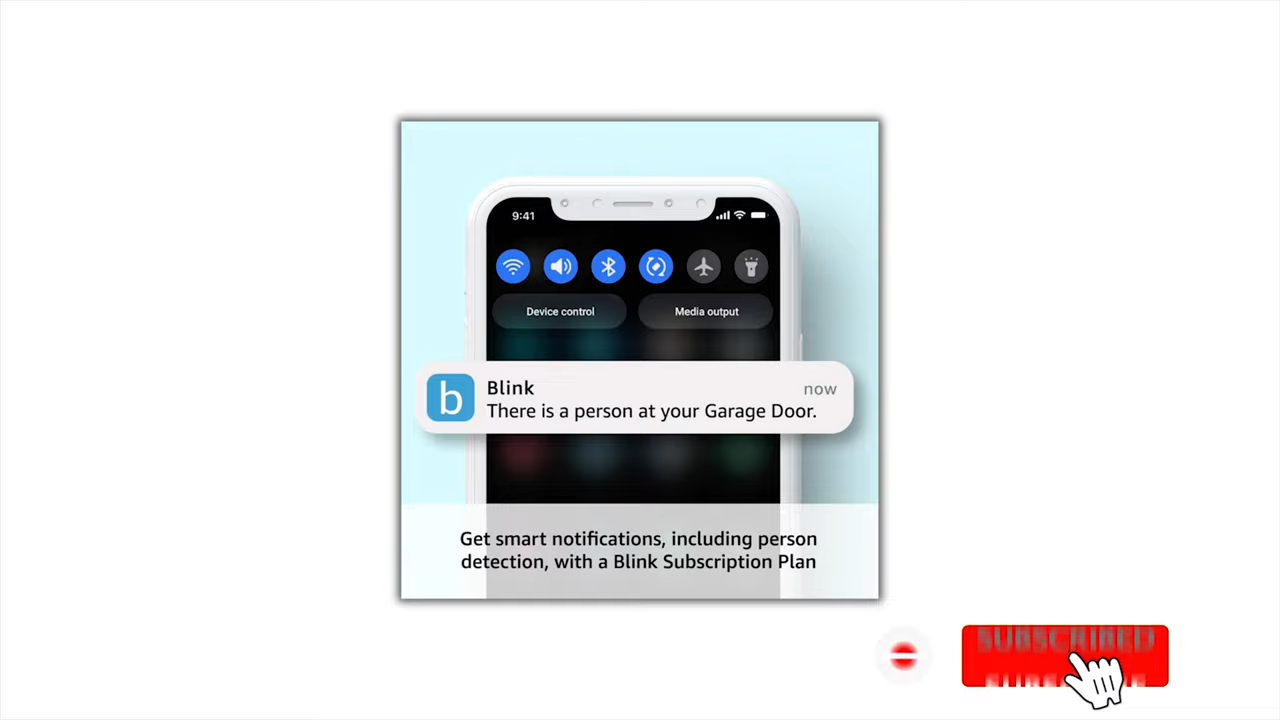 9:41
Device control
Media output
b
Blink
now
There is a person at your Garage Door.
Get smart notifications, including person
detection, with a Blink Subscription Plan
SUBSCRIBED